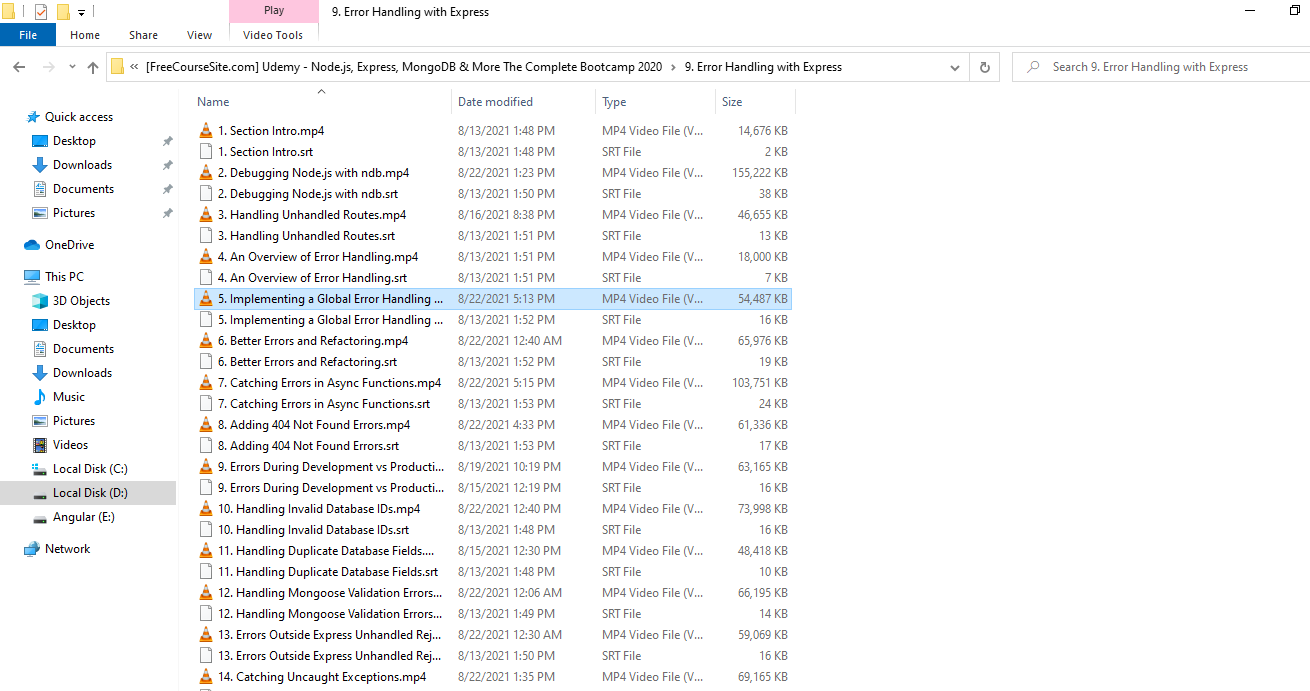 Play
9. Error Handling with Express
File
Home
Share
View
Video Tools
« [FreeCourseSite.com] Udemy - Node.js, Express, MongoDB & More The Complete Bootcamp 2020 › 9. Error Handling with Express
Search 9. Error Handling with Express
Name Date modified Type Size
Quick access
Desktop
Downloads
Documents
Pictures
OneDrive
This PC
3D Objects
Desktop
Documents
Downloads
Music
Pictures
Videos
Local Disk (C:)
Local Disk (D:)
Angular (E:)
Network
1. Section Intro.mp4 8/13/2021 1:48 PM MP4 Video File (V... 14,676 KB
1. Section Intro.srt 8/13/2021 1:48 PM SRT File 2 KB
2. Debugging Node.js with ndb.mp4 8/22/2021 1:23 PM MP4 Video File (V... 155,222 KB
2. Debugging Node.js with ndb.srt 8/13/2021 1:50 PM SRT File 38 KB
3. Handling Unhandled Routes.mp4 8/16/2021 8:38 PM MP4 Video File (V... 46,655 KB
3. Handling Unhandled Routes.srt 8/13/2021 1:51 PM SRT File 13 KB
4. An Overview of Error Handling.mp4 8/13/2021 1:51 PM MP4 Video File (V... 18,000 KB
4. An Overview of Error Handling.srt 8/13/2021 1:51 PM SRT File 7 KB
5. Implementing a Global Error Handling ... 8/22/2021 5:13 PM MP4 Video File (V... 54,487 KB
5. Implementing a Global Error Handling ... 8/13/2021 1:52 PM SRT File 16 KB
6. Better Errors and Refactoring.mp4 8/22/2021 12:40 AM MP4 Video File (V... 65,976 KB
6. Better Errors and Refactoring.srt 8/13/2021 1:52 PM SRT File 19 KB
7. Catching Errors in Async Functions.mp4 8/22/2021 5:15 PM MP4 Video File (V... 103,751 KB
7. Catching Errors in Async Functions.srt 8/13/2021 1:53 PM SRT File 24 KB
8. Adding 404 Not Found Errors.mp4 8/22/2021 4:33 PM MP4 Video File (V... 61,336 KB
8. Adding 404 Not Found Errors.srt 8/13/2021 1:53 PM SRT File 17 KB
9. Errors During Development vs Producti... 8/19/2021 10:19 PM MP4 Video File (V... 63,165 KB
9. Errors During Development vs Producti... 8/15/2021 12:19 PM SRT File 16 KB
10. Handling Invalid Database IDs.mp4 8/22/2021 12:40 PM MP4 Video File (V... 73,998 KB
10. Handling Invalid Database IDs.srt 8/13/2021 1:48 PM SRT File 16 KB
11. Handling Duplicate Database Fields.... 8/15/2021 12:30 PM MP4 Video File (V... 48,418 KB
11. Handling Duplicate Database Fields.srt 8/13/2021 1:48 PM SRT File 10 KB
12. Handling Mongoose Validation Errors... 8/22/2021 12:06 AM MP4 Video File (V... 66,195 KB
12. Handling Mongoose Validation Errors... 8/13/2021 1:49 PM SRT File 14 KB
13. Errors Outside Express Unhandled Rej... 8/22/2021 12:30 AM MP4 Video File (V... 59,069 KB
13. Errors Outside Express Unhandled Rej... 8/13/2021 1:50 PM SRT File 16 KB
14. Catching Uncaught Exceptions.mp4 8/22/2021 1:35 PM MP4 Video File (V... 69,165 KB